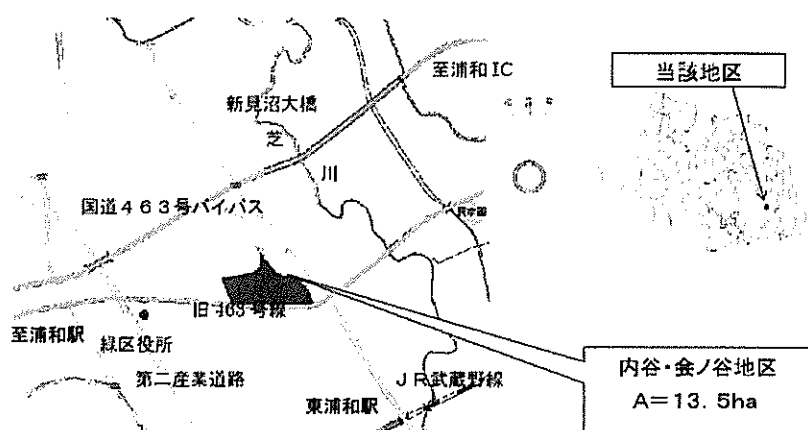 至浦和IC
当該地区
新見沼大橋
芝
川
国道463号バイパス
旧463号線
至浦和駅
緑区役所
第二産業道路
JR武蔵野線
東浦和駅
内谷・会ノ谷地区
A=13.5ha